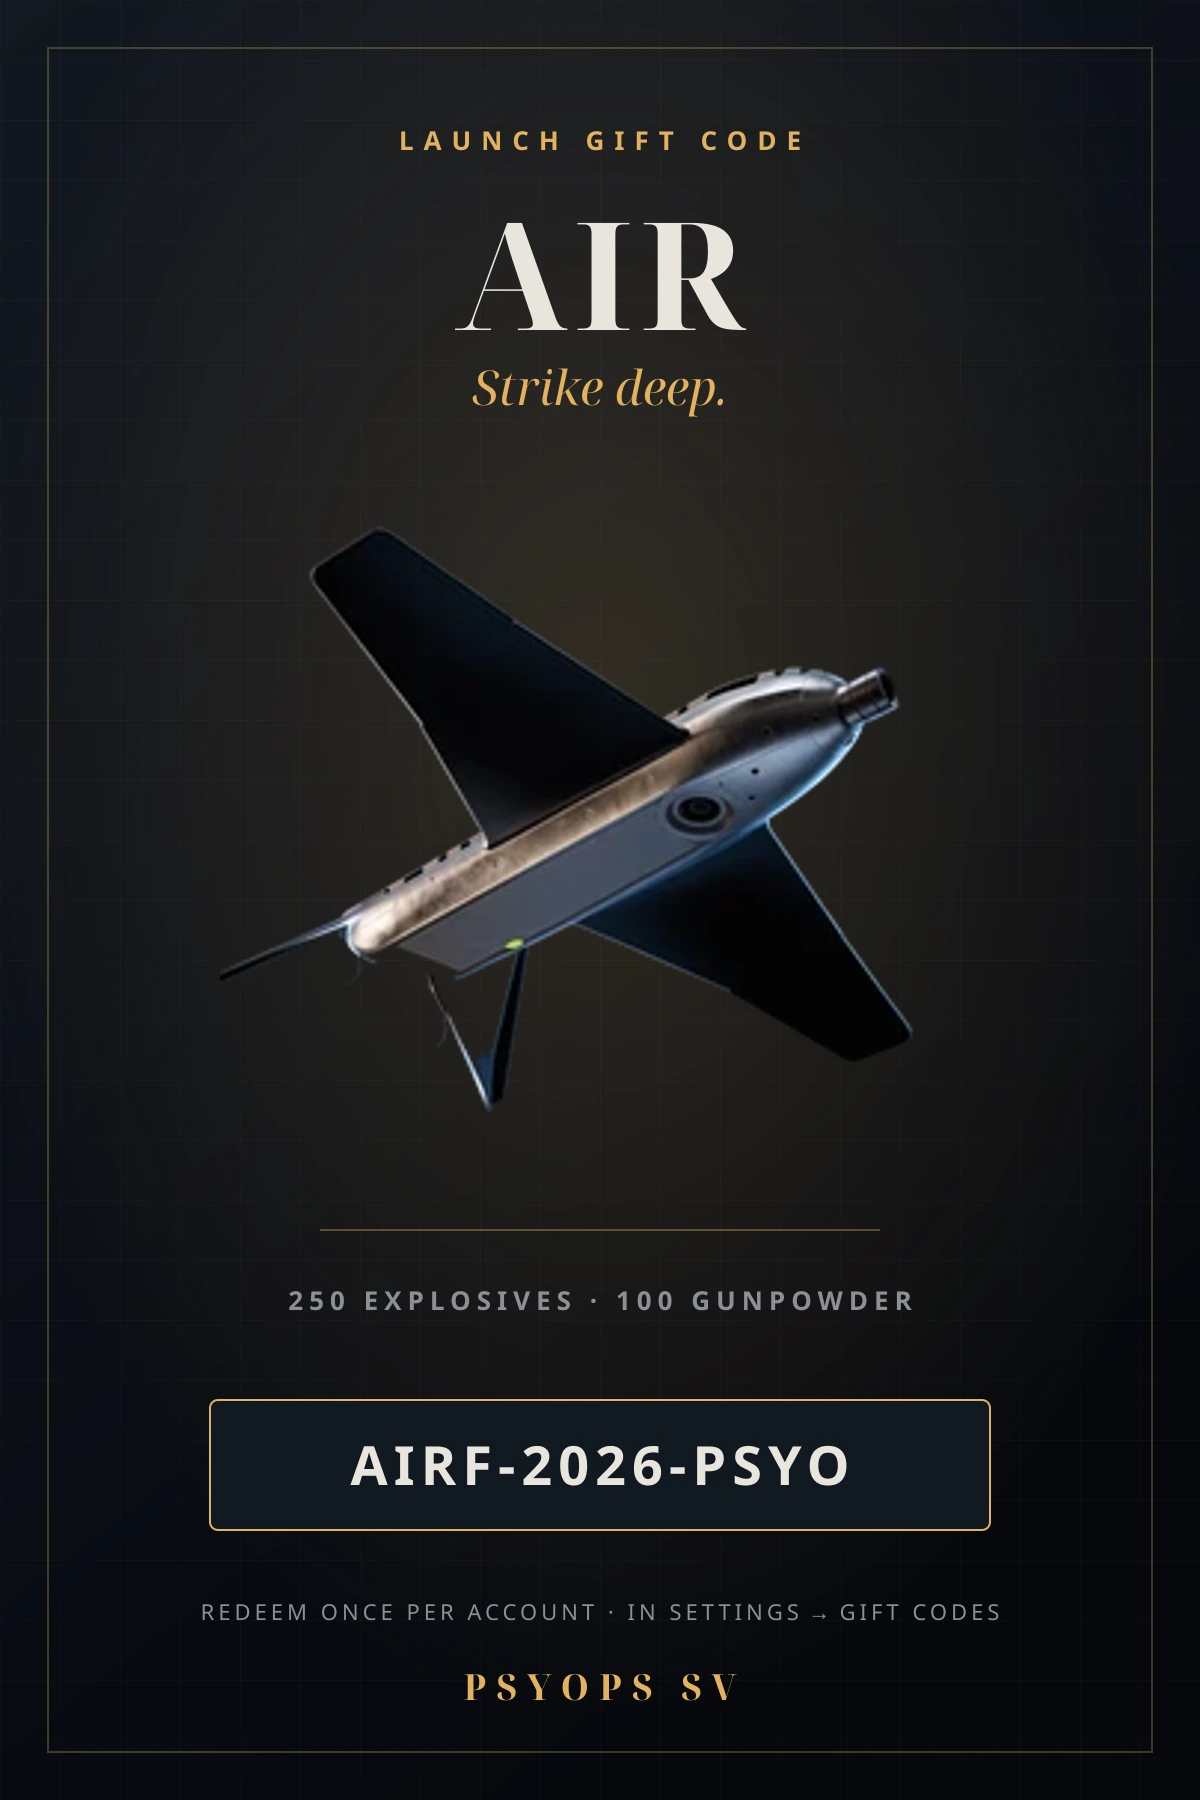 LAUNCH GIFT CODE
AIR
Strike deep.
250 EXPLOSIVES · 100 GUNPOWDER
AIRF-2026-PSYO
REDEEM ONCE PER ACCOUNT · IN SETTINGS → GIFT CODES
PSYOPS SV